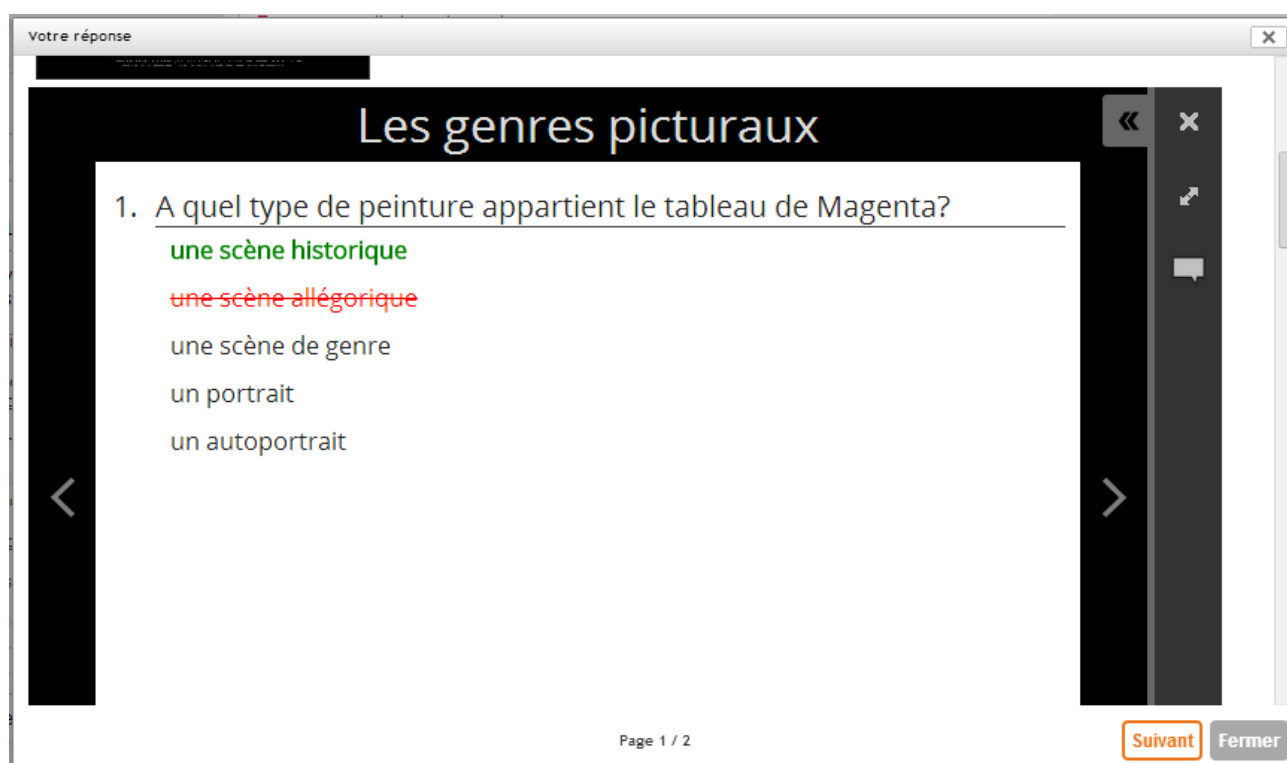 Votre réponse
Les genres picturaux
1. A quel type de peinture appartient le tableau de Magenta?
une scène historique
une scène allégorique
une scène de genre
un portrait
un autoportrait
Page 1 / 2
Suivant
Fermer